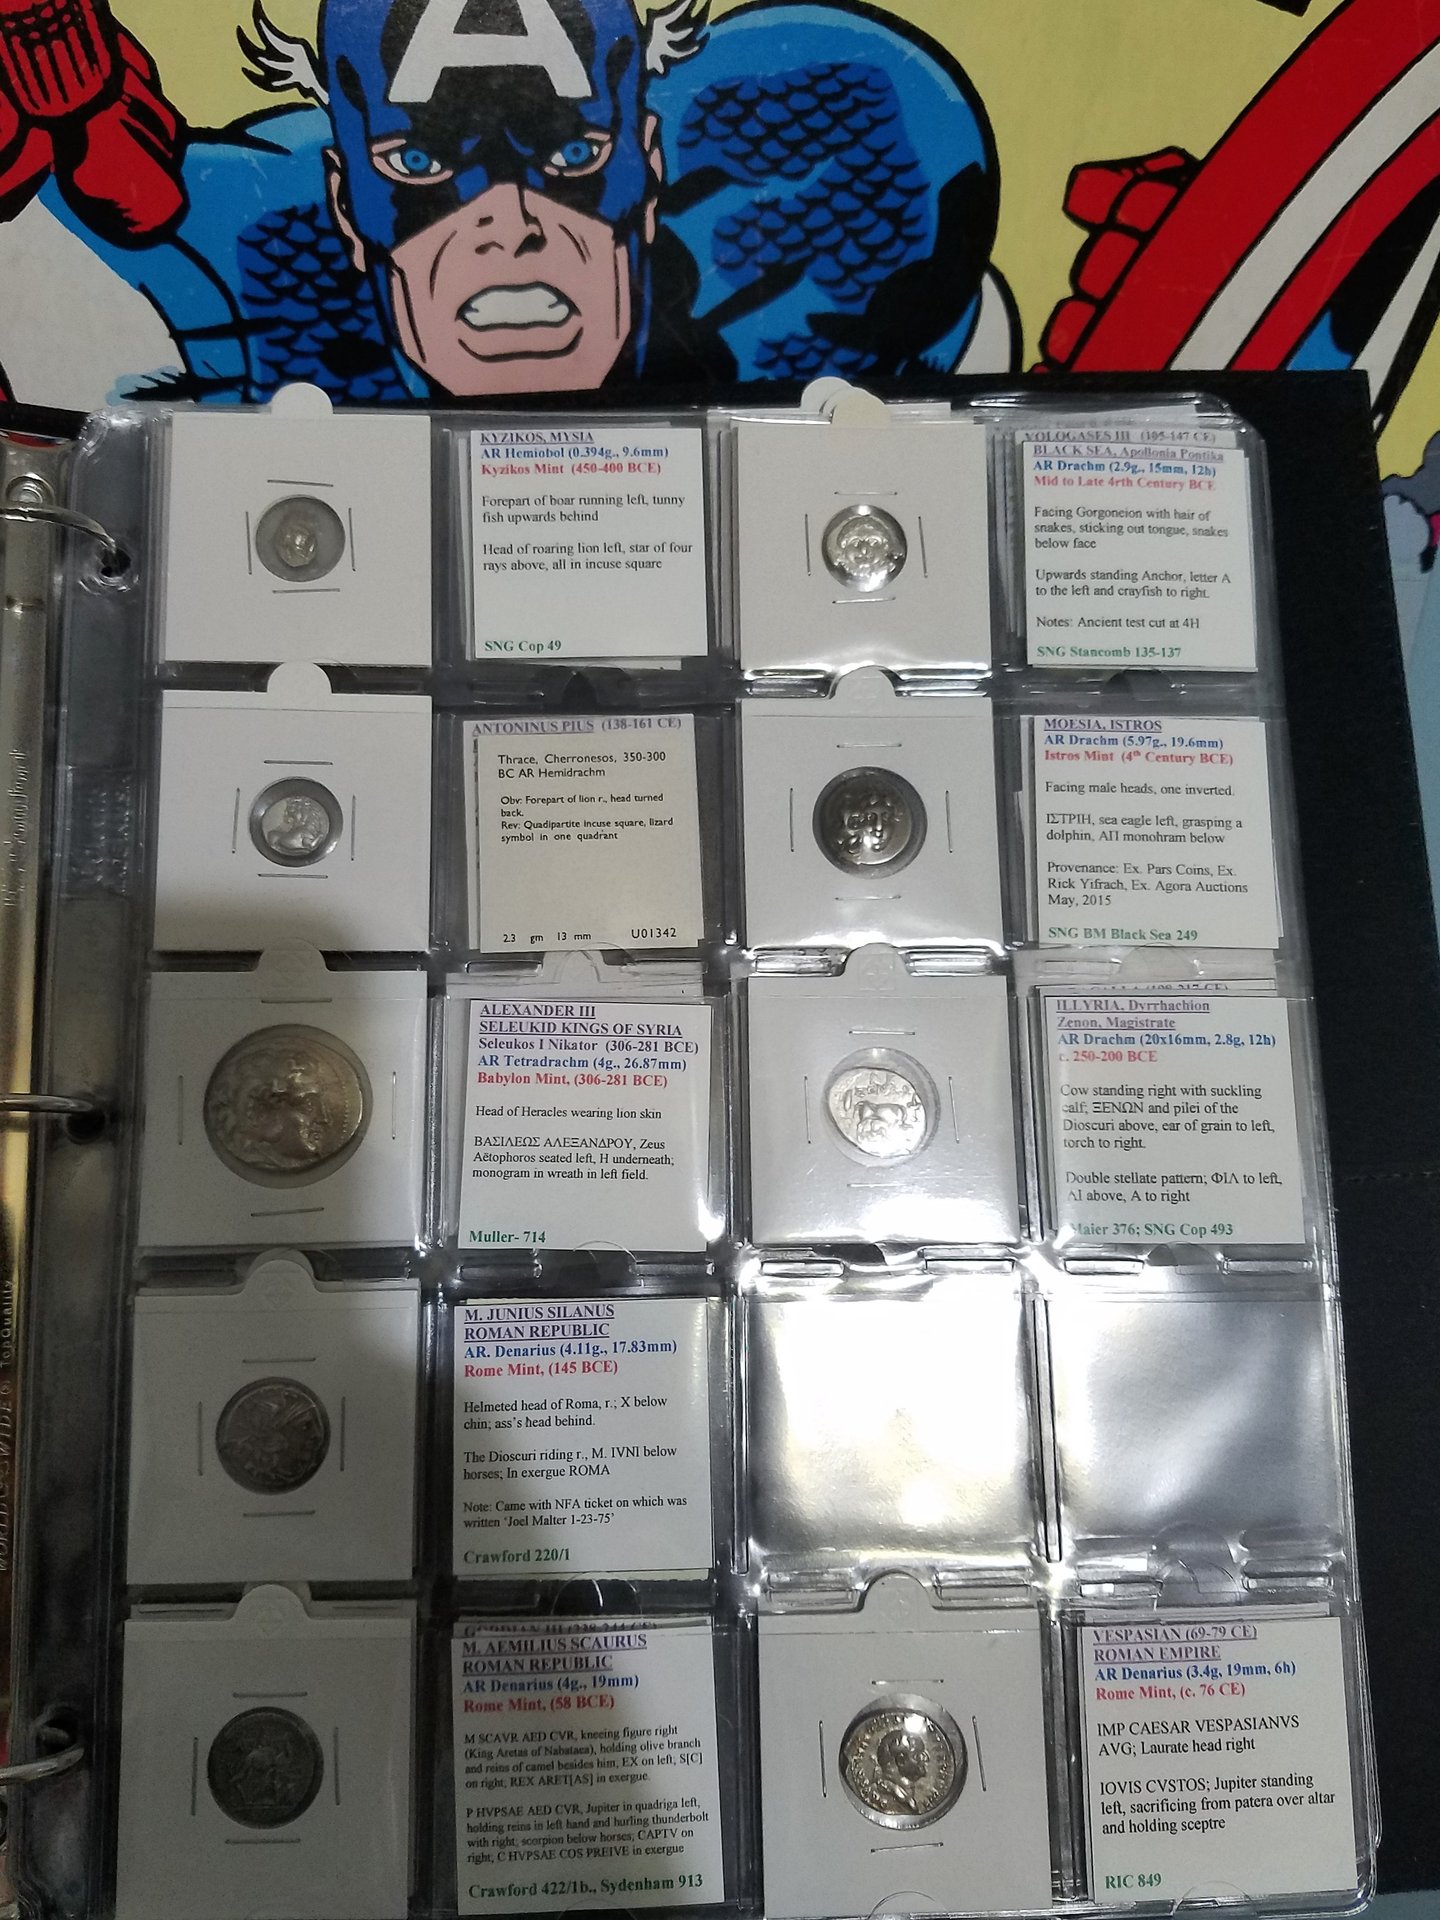 A
KYZIKOS, MYSIA
AR Hemiobol (0.394g., 9.6mm)
Kyzikos Mint (450-400 BCE)
Forepart of boar running left, tunny
fish upwards behind
Head of roaring lion left, star of four
rays above, all in incuse square
SNG Cop 49
VOLOGASES III (105-147 CE)
BLACK SEA, Apollonia Pontika
AR Drachm (2.9g., 15mm, 12h)
Mid to Late 4rth Century BCE
Facing Gorgoneion with hair of
snakes, sticking out tongue, snakes
below face
Upwards standing Anchor, letter A
to the left and crayfish to right.
Notes: Ancient test cut at 4H
SNG Stancomb 135-137
ANTONINUS PIUS (138-161 CE)
Thrace, Cherronesos, 350-300
BC AR Hemidrachm
Obv: Forepart of lion r., head turned
back.
Rev: Quadipartite incuse square, lizard
symbol in one quadrant
2.3 gm 13 mm U01342
MOESIA, ISTROS
AR Drachm (5.97g., 19.6mm)
Istros Mint (4th Century BCE)
Facing male heads, one inverted.
ΙΣΤΡΙΗ, sea eagle left, grasping a
dolphin, ΑΠ monohram below
Provenance: Ex. Pars Coins, Ex.
Rick Yifrach, Ex. Agora Auctions
May, 2015
SNG BM Black Sea 249
ALEXANDER III
SELEUKID KINGS OF SYRIA
Seleukos I Nikator (306-281 BCE)
AR Tetradrachm (4g., 26.87mm)
Babylon Mint, (306-281 BCE)
Head of Heracles wearing lion skin
ΒΑΣΙΛΕΩΣ ΑΛΕΞΑΝΔΡΟΥ, Zeus
Aëtophoros seated left, H underneath;
monogram in wreath in left field.
Muller- 714
ILLYRIA, Dyrrhachion
Zenon, Magistrate
AR Drachm (20x16mm, 2.8g, 12h)
c. 250-200 BCE
Cow standing right with suckling
calf; ΞΕΝΩΝ and pilei of the
Dioscuri above, ear of grain to left,
torch to right.
Double stellate pattern; ΦΙΛ to left,
ΛΙ above, A to right
Maier 376; SNG Cop 493
M. JUNIUS SILANUS
ROMAN REPUBLIC
AR. Denarius (4.11g., 17.83mm)
Rome Mint, (145 BCE)
Helmeted head of Roma, r.; X below
chin; ass's head behind.
The Dioscuri riding r., M. IVNI below
horses; In exergue ROMA
Note: Came with NFA ticket on which was
written 'Joel Malter 1-23-75'
Crawford 220/1
M. AEMILIUS SCAURUS
ROMAN REPUBLIC
AR Denarius (4g., 19mm)
Rome Mint, (58 BCE)
M SCAVR AED CVR, kneeing figure right
(King Aretas of Nabataea), holding olive branch
and reins of camel besides him, EX on left, S[C]
on right, REX ARET[AS] in exergue.
P HVPSAE AED CVR, Jupiter in quadriga left,
holding reins in left hand and hurling thunderbolt
with right; scorpion below horses; CAPTV on
right; C HVPSAE COS PREIVE in exergue
Crawford 422/1b., Sydenham 913
VESPASIAN (69-79 CE)
ROMAN EMPIRE
AR Denarius (3.4g, 19mm, 6h)
Rome Mint, (c. 76 CE)
IMP CAESAR VESPASIANVS
AVG; Laurate head right
IOVIS CVSTOS; Jupiter standing
left, sacrificing from patera over altar
and holding sceptre
RIC 849